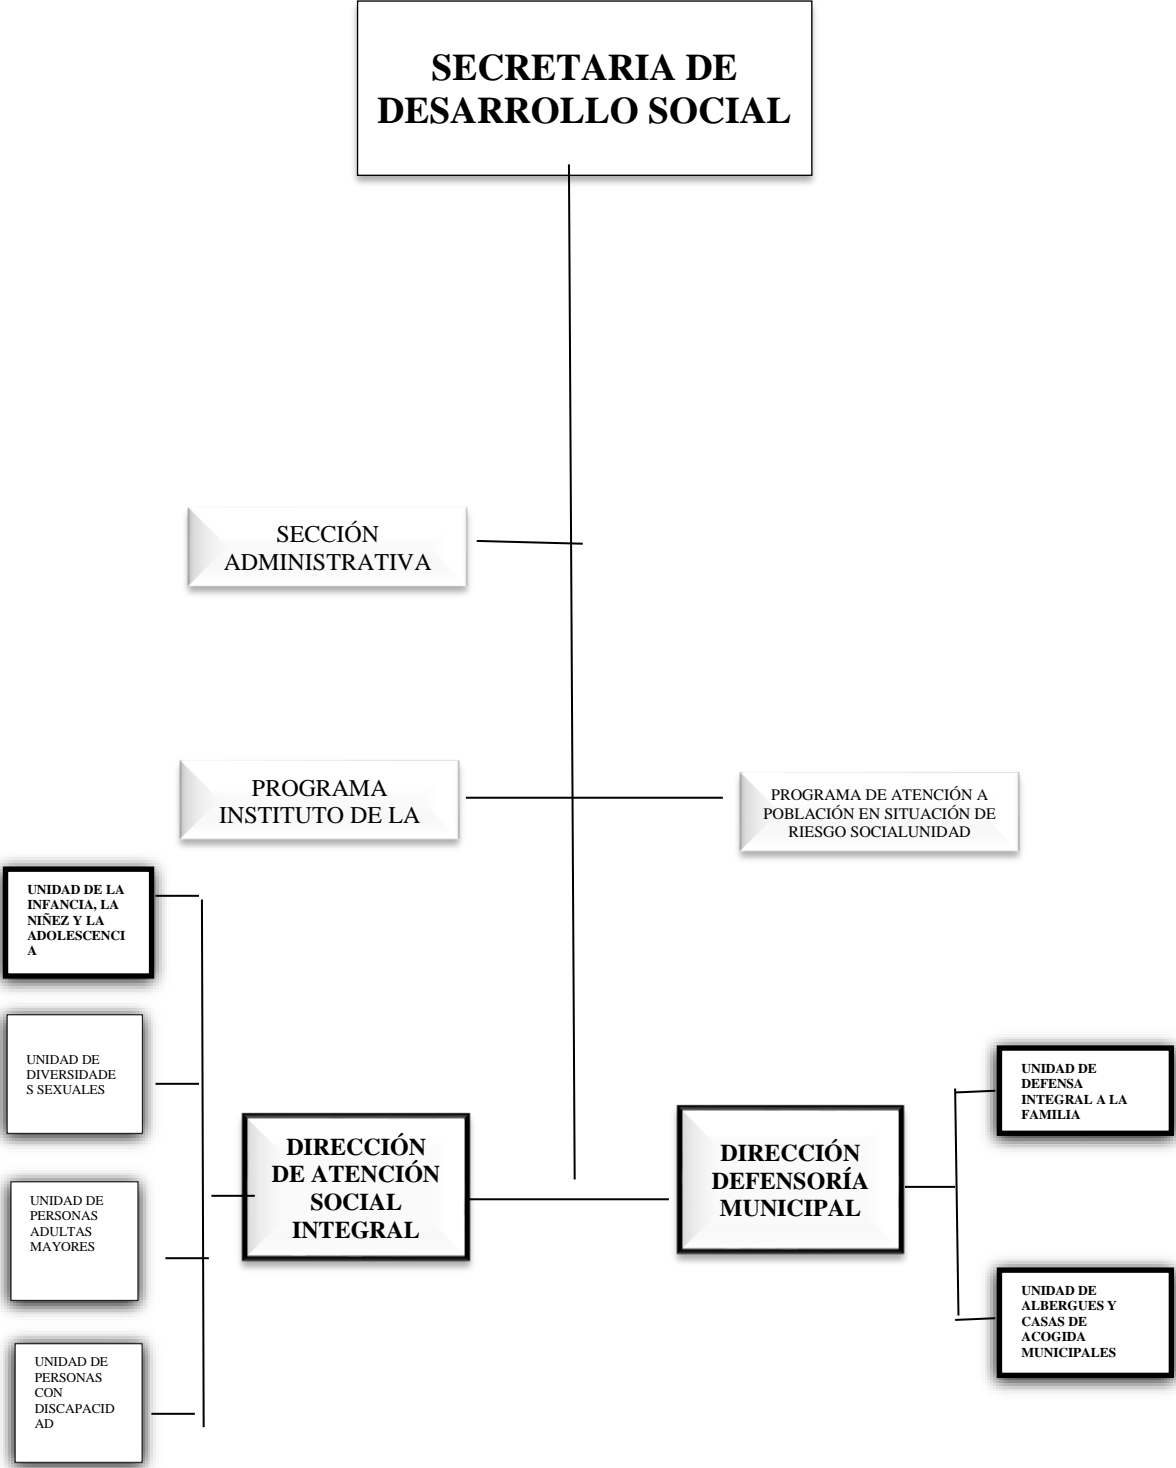 SECRETARIA DE
DESARROLLO SOCIAL
SECCIÓN
ADMINISTRATIVA
PROGRAMA
INSTITUTO DE LA
PROGRAMA DE ATENCIÓN A
POBLACIÓN EN SITUACIÓN DE
RIESGO SOCIALUNIDAD
UNIDAD DE LA
INFANCIA, LA
NIÑEZ Y LA
ADOLESCENCI
A
UNIDAD DE
DIVERSIDADE
S SEXUALES
UNIDAD DE
PERSONAS
ADULTAS
MAYORES
UNIDAD DE
PERSONAS
CON
DISCAPACID
AD
DIRECCIÓN
DE ATENCIÓN
SOCIAL
INTEGRAL
DIRECCIÓN
DEFENSORÍA
MUNICIPAL
UNIDAD DE
DEFENSA
INTEGRAL A LA
FAMILIA
UNIDAD DE
ALBERGUES Y
CASAS DE
ACOGIDA
MUNICIPALES